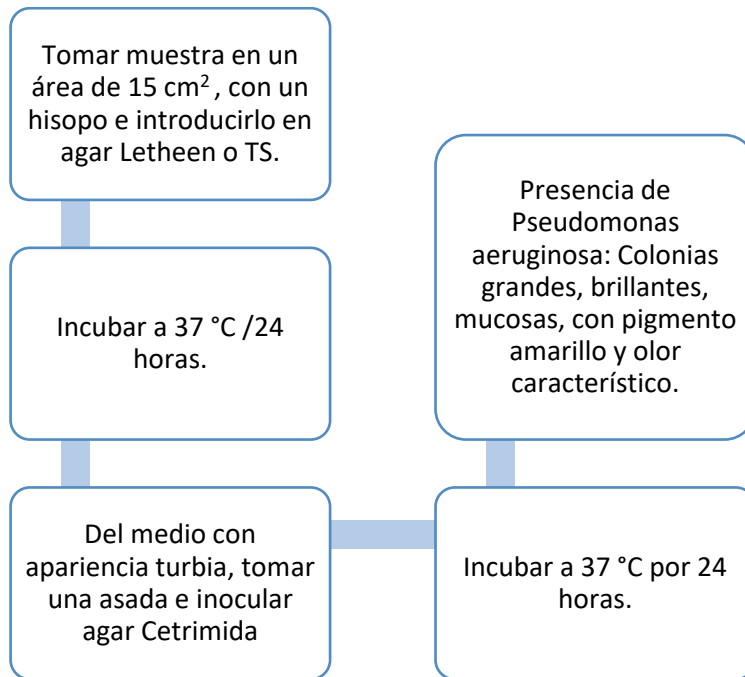 Tomar muestra en un
área de 15 cm², con un
hisopo e introducirlo en
agar Letheen o TS.
Incubar a 37 °C /24
horas.
Del medio con
apariencia turbia, tomar
una asada e inocular
agar Cetrimida
Incubar a 37 °C por 24
horas.
Presencia de
Pseudomonas
aeruginosa: Colonias
grandes, brillantes,
mucosas, con pigmento
amarillo y olor
característico.